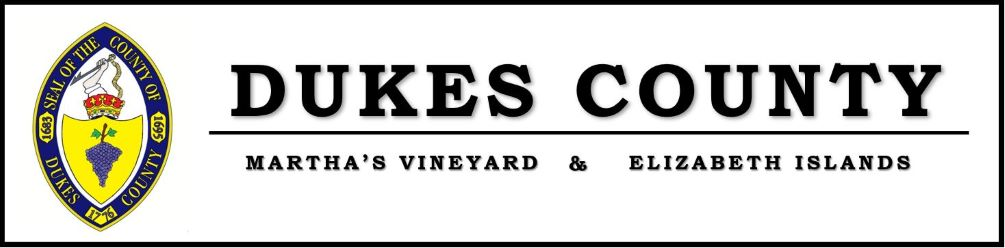 SEAL OF THE COUNTY OF
1683
1695
DUKES COUNTY
1776
DUKES COUNTY
MARTHA'S VINEYARD & ELIZABETH ISLANDS